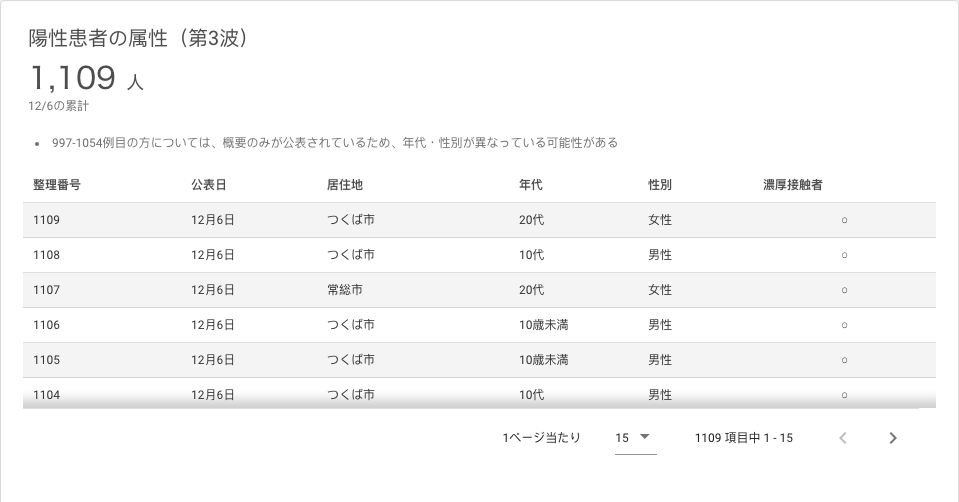 陽性患者の属性（第3波）
1,109 人
12/6の累計
• 997-1054例目の方については、概要のみが公表されているため、年代・性別が異なっている可能性がある
整理番号 公表日 居住地 年代 性別 濃厚接触者
1109 12月6日 つくば市 20代 女性 ○
1108 12月6日 つくば市 10代 男性 ○
1107 12月6日 常総市 20代 女性 ○
1106 12月6日 つくば市 10歳未満 男性 ○
1105 12月6日 つくば市 10歳未満 男性 ○
1104 12月6日 つくば市 10代 男性 ○
1ページ当たり 15 1109 項目中 1 - 15